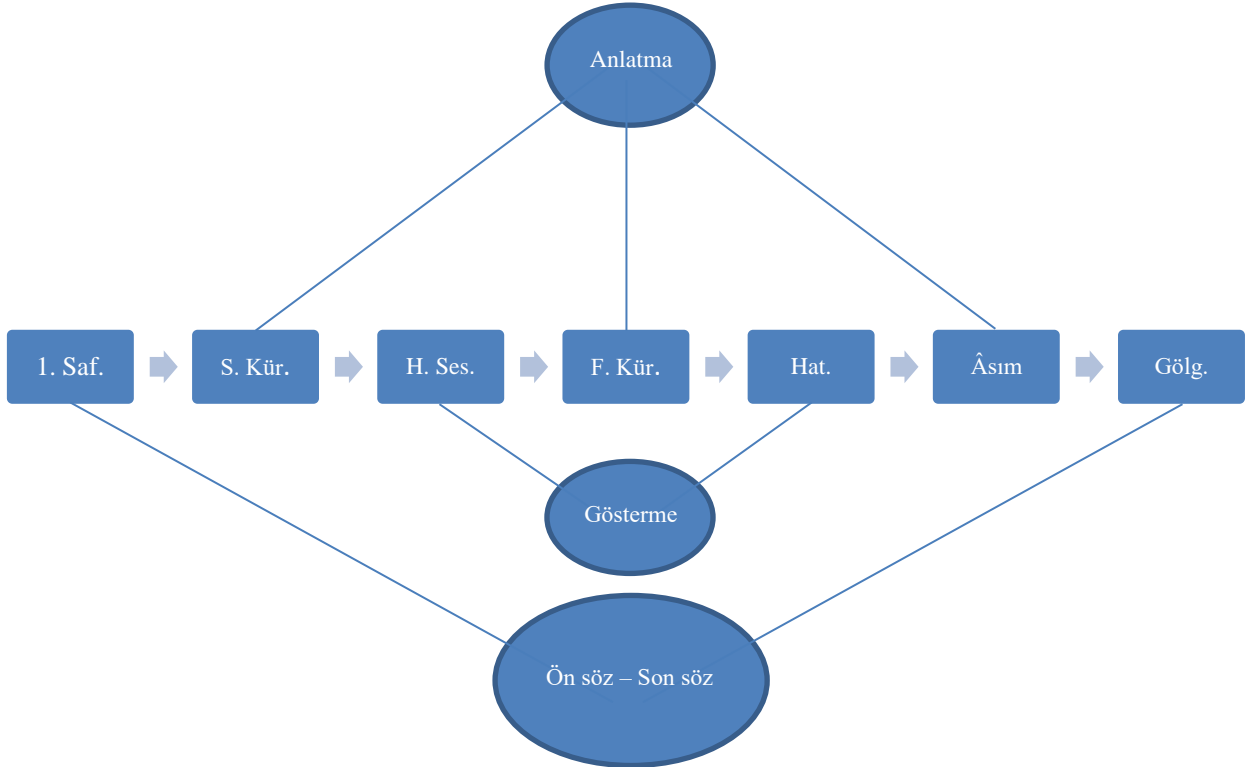 Anlatma
1. Saf.
S. Kür.
H. Ses.
F. Kür.
Hat.
Âsım
Gölg.
Gösterme
Ön söz – Son söz